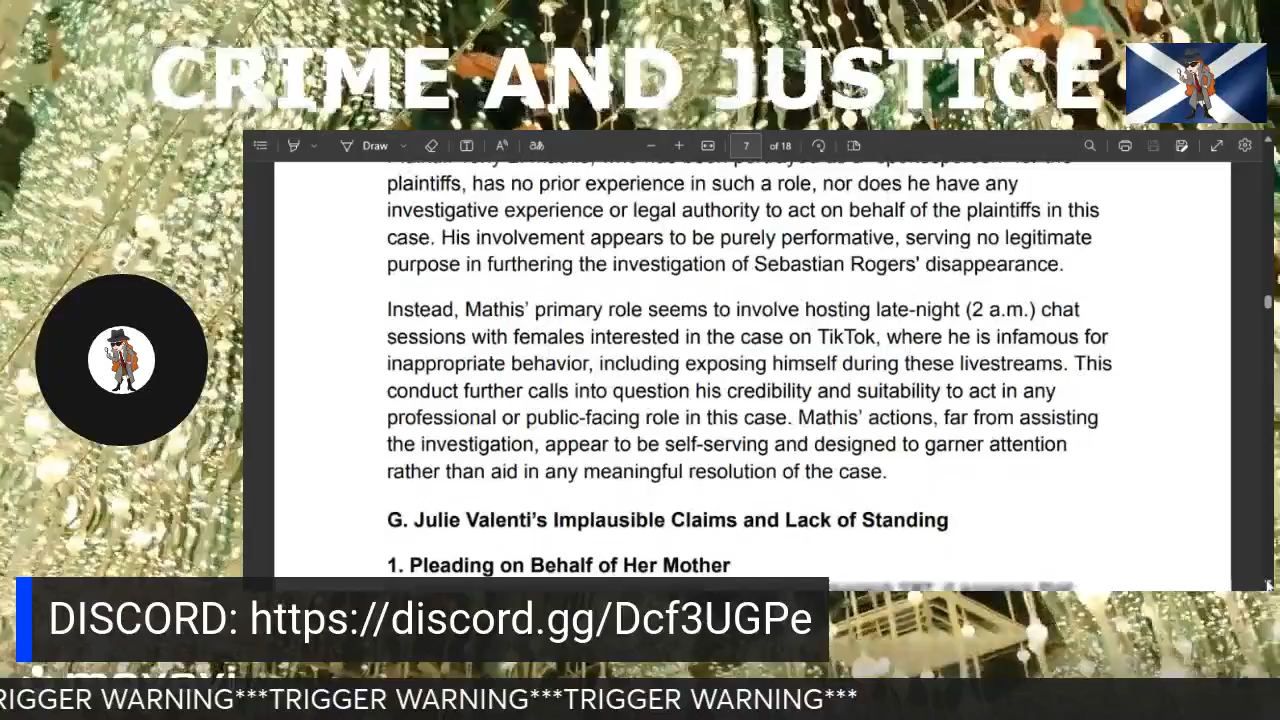 CRIME AND JUSTICE
Draw
7 of 18
plaintiffs, has no prior experience in such a role, nor does he have any
investigative experience or legal authority to act on behalf of the plaintiffs in this
case. His involvement appears to be purely performative, serving no legitimate
purpose in furthering the investigation of Sebastian Rogers' disappearance.
Instead, Mathis’ primary role seems to involve hosting late-night (2 a.m.) chat
sessions with females interested in the case on TikTok, where he is infamous for
inappropriate behavior, including exposing himself during these livestreams. This
conduct further calls into question his credibility and suitability to act in any
professional or public-facing role in this case. Mathis’ actions, far from assisting
the investigation, appear to be self-serving and designed to garner attention
rather than aid in any meaningful resolution of the case.
G. Julie Valenti’s Implausible Claims and Lack of Standing
1. Pleading on Behalf of Her Mother
DISCORD: https://discord.gg/Dcf3UGPe
RIGGER WARNING***TRIGGER WARNING***TRIGGER WARNING***